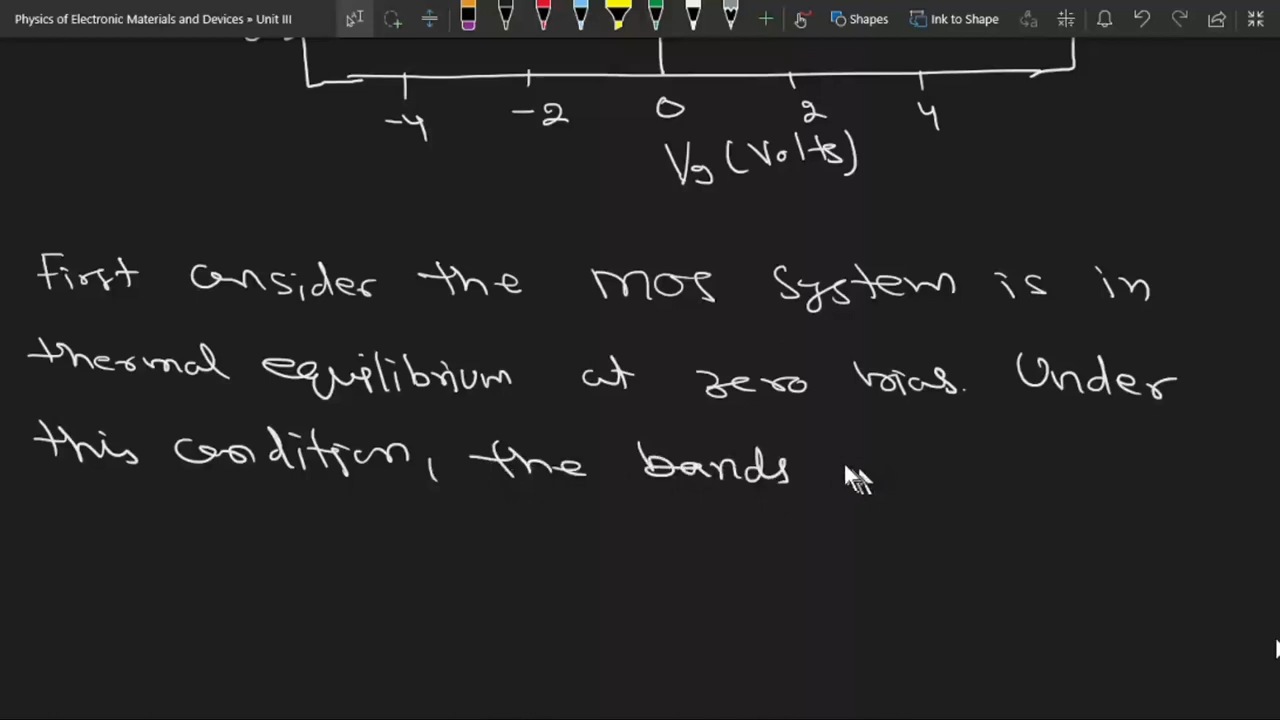 Physics of Electronic Materials and Devices » Unit III
Shapes
Ink to Shape
-4 -2 0 2 4
Vg (Volts)
First consider the MOS System is in
thermal equilibrium at zero bias. Under
this condition, the bands